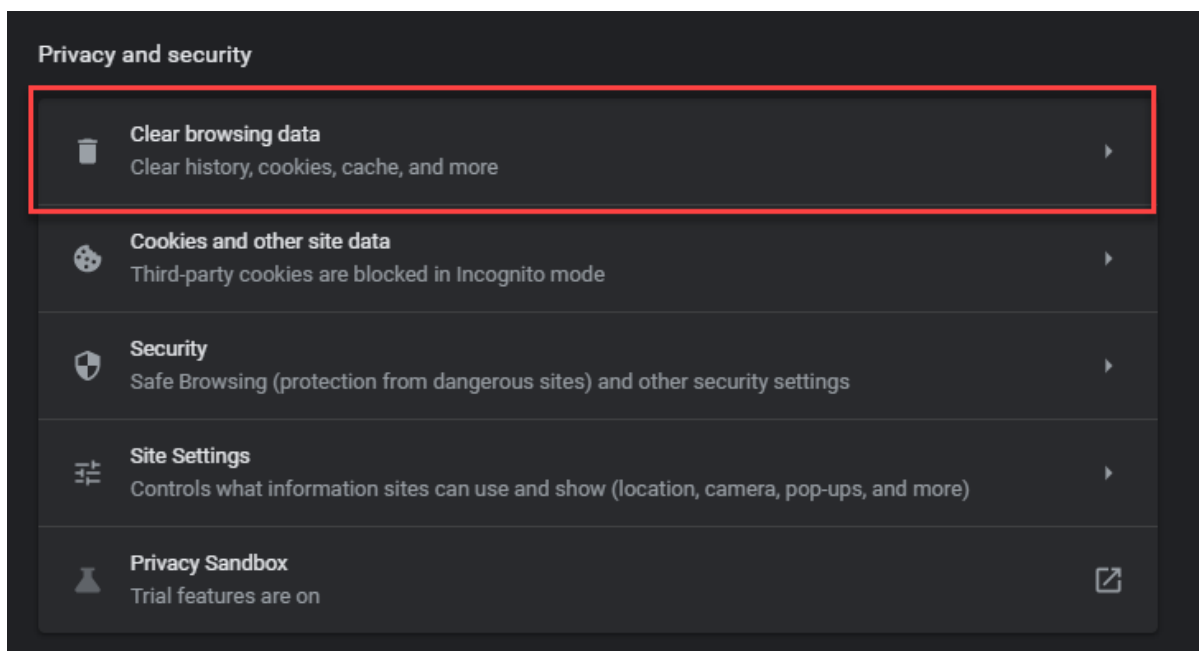 Privacy and security
Clear browsing data
Clear history, cookies, cache, and more
Cookies and other site data
Third-party cookies are blocked in Incognito mode
Security
Safe Browsing (protection from dangerous sites) and other security settings
Site Settings
Controls what information sites can use and show (location, camera, pop-ups, and more)
Privacy Sandbox
Trial features are on